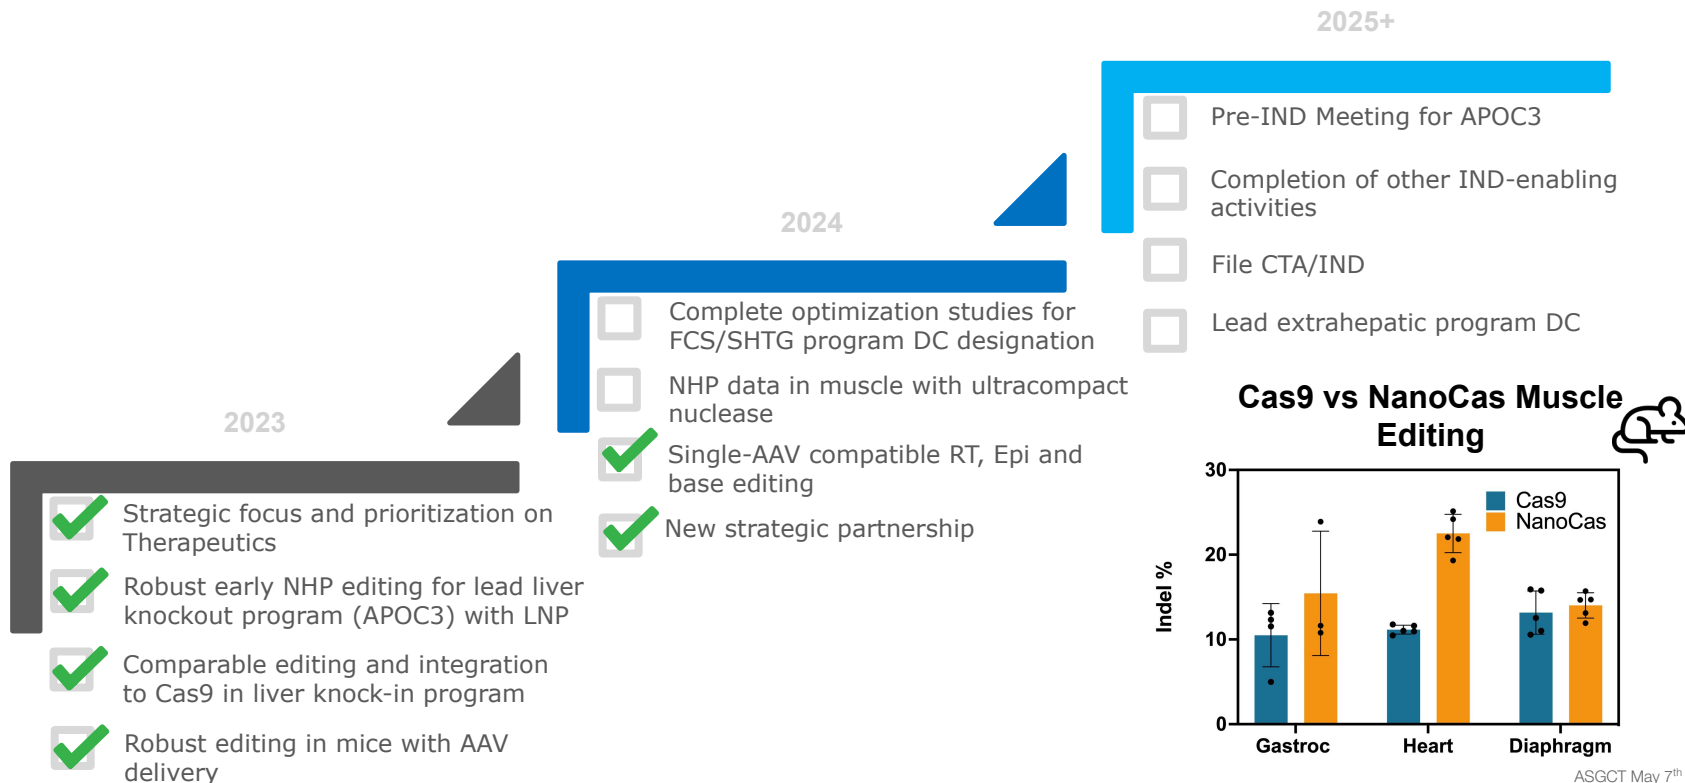 2023
Strategic focus and prioritization on
Therapeutics
Robust early NHP editing for lead liver
knockout program (APOC3) with LNP
Comparable editing and integration
to Cas9 in liver knock-in program
Robust editing in mice with AAV
delivery
2024
Complete optimization studies for
FCS/SHTG program DC designation
NHP data in muscle with ultracompact
nuclease
Single-AAV compatible RT, Epi and
base editing
New strategic partnership
2025+
Pre-IND Meeting for APOC3
Completion of other IND-enabling
activities
File CTA/IND
Lead extrahepatic program DC
Cas9 vs NanoCas Muscle
Editing
Indel %
30
20
10
0
Cas9
NanoCas
Gastroc
Heart
Diaphragm
ASGCT May 7th